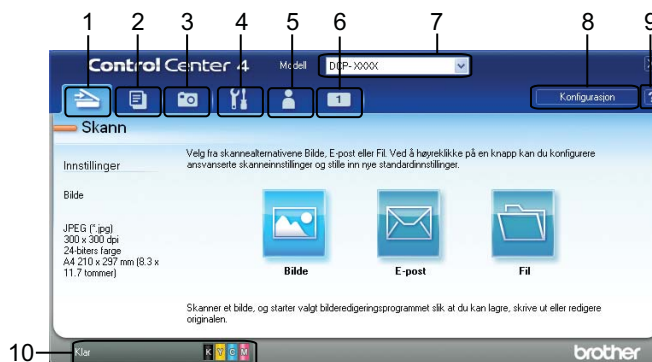 1 2 3 4 5 6 7 8 9
Control Center 4 Modell DCP-XXXX
1
Konfigurasjon ?
Skann
Innstillinger
Velg fra skannealternativene Bilde, E-post eller Fil. Ved å høyreklikke på en knapp kan du konfigurere
ansvarserte skanneinnstillinger og stille inn nye standardinnstillinger.
Bilde
JPEG (*.jpg)
300 x 300 dpi
24-biters farge
A4 210 x 297 mm (8.3 x
11.7 tommer)
Bilde E-post Fil
Skanner et bilde, og starter valgt bilderedigeringsprogrammet slik at du kan lagre, skrive ut eller redigere
originalen.
10 Klar K Y C M brother